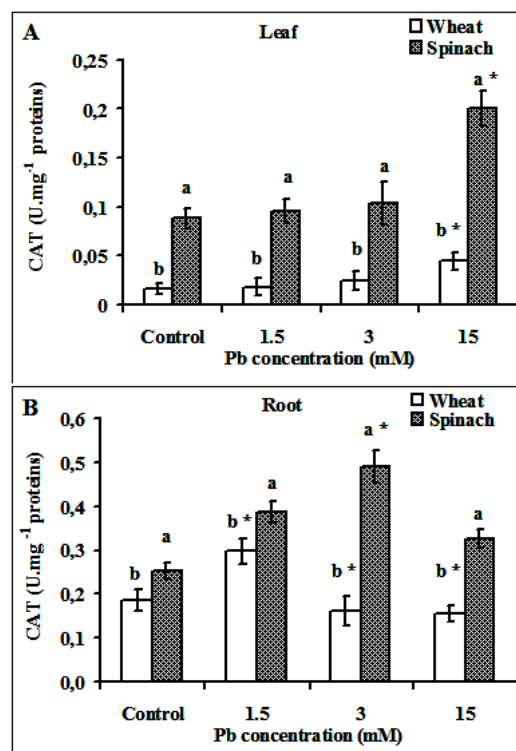 A
Leaf
Wheat
Spinach
CAT (U.mg-1 proteins)
0,25
0,2
0,15
0,1
0,05
0
b a b a b a b * a *
Control 1.5 3 15
Pb concentration (mM)
B
Root
Wheat
Spinach
CAT (U.mg -1 proteins)
0,6
0,5
0,4
0,3
0,2
0,1
0,0
b a b * a b * a * b * a
Control 1.5 3 15
Pb concentration (mM)